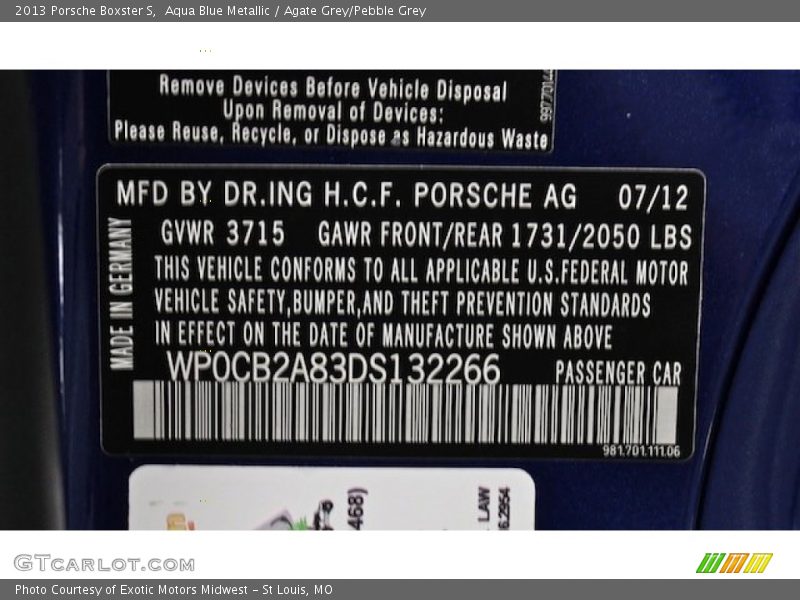 2013 Porsche Boxster S,  Aqua Blue Metallic / Agate Grey/Pebble Grey
Remove Devices Before Vehicle Disposal
Upon Removal of Devices:
Please Reuse, Recycle, or Dispose as Hazardous Waste
MFD BY DR.ING H.C.F. PORSCHE AG 07/12
GVWR 3715 GAWR FRONT/REAR 1731/2050 LBS
THIS VEHICLE CONFORMS TO ALL APPLICABLE U.S.FEDERAL MOTOR
VEHICLE SAFETY,BUMPER,AND THEFT PREVENTION STANDARDS
IN EFFECT ON THE DATE OF MANUFACTURE SHOWN ABOVE
MADE IN GERMANY
WP0CB2A83DS132266 PASSENGER CAR
981.701.111.06
468)
LAW
GTCarLot.com
Photo Courtesy of Exotic Motors Midwest - St Louis, MO